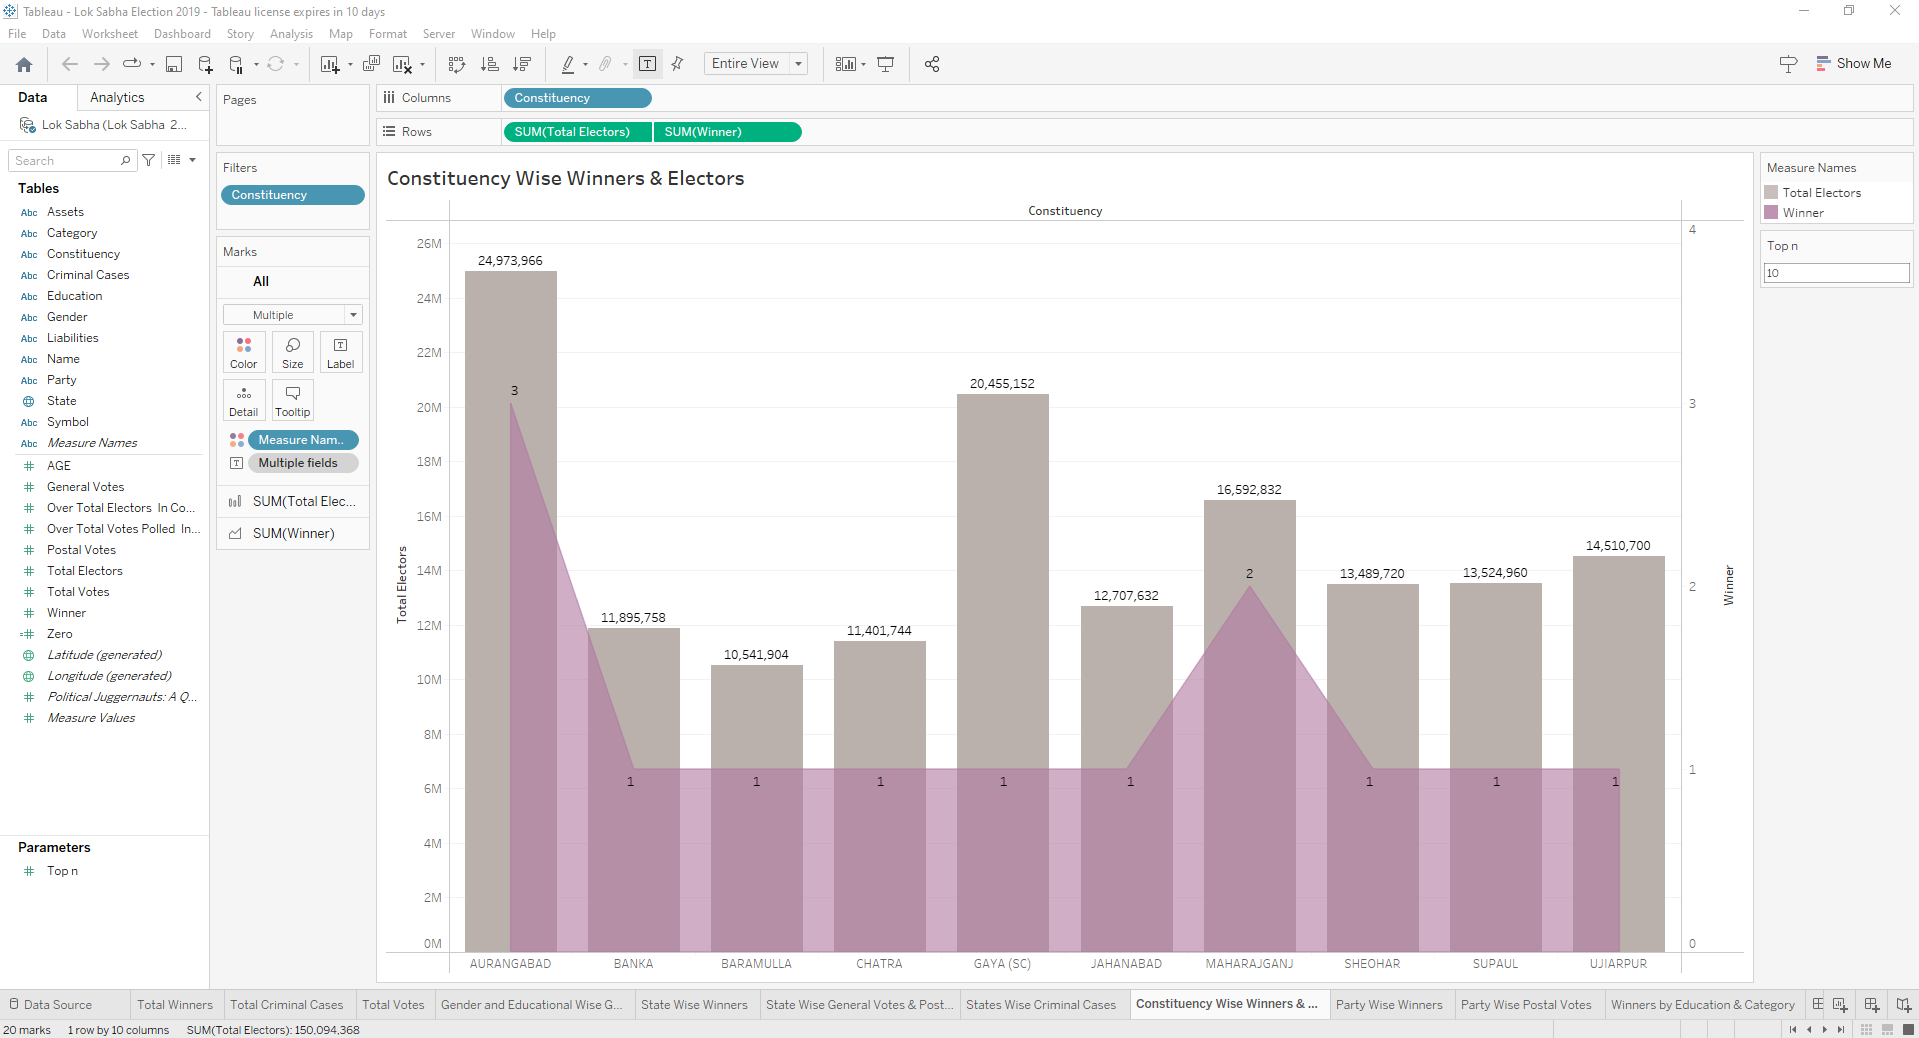 Tableau - Lok Sabha Election 2019 - Tableau license expires in 10 days
File Data Worksheet Dashboard Story Analysis Map Format Server Window Help
T Entire View Show Me
Data Analytics
Lok Sabha (Lok Sabha 2...
Search
Tables
Abc Assets
Abc Category
Abc Constituency
Abc Criminal Cases
Abc Education
Abc Gender
Abc Liabilities
Abc Name
Abc Party
State
Abc Symbol
Abc Measure Names
# AGE
# General Votes
# Over Total Electors In Co...
# Over Total Votes Polled In...
# Postal Votes
# Total Electors
# Total Votes
# Winner
=# Zero
Latitude (generated)
Longitude (generated)
# Political Juggernauts: A Q...
# Measure Values
Parameters
# Top n
Pages
Filters
Constituency
Marks
All
Multiple
Color Size Label
Detail Tooltip
Measure Nam..
Multiple fields
SUM(Total Elec...
SUM(Winner)
Columns Constituency
Rows SUM(Total Electors) SUM(Winner)
Constituency Wise Winners & Electors
Constituency
Total Electors
26M
24M
22M
20M
18M
16M
14M
12M
10M
8M
6M
4M
2M
0M
24,973,966
11,895,758
10,541,904
11,401,744
20,455,152
12,707,632
16,592,832
13,489,720
13,524,960
14,510,700
3 1 1 1 1 1 2 1 1 1
4
3
2
1
0
Winner
AURANGABAD BANKA BARAMULLA CHATRA GAYA (SC) JAHANABAD MAHARAJGANJ SHEOHAR SUPAUL UJIARPUR
Measure Names
Total Electors
Winner
Top n
10
Data Source Total Winners Total Criminal Cases Total Votes Gender and Educational Wise G... State Wise Winners State Wise General Votes & Post... States Wise Criminal Cases Constituency Wise Winners & ... Party Wise Winners Party Wise Postal Votes Winners by Education & Category
20 marks 1 row by 10 columns SUM(Total Electors): 150,094,368